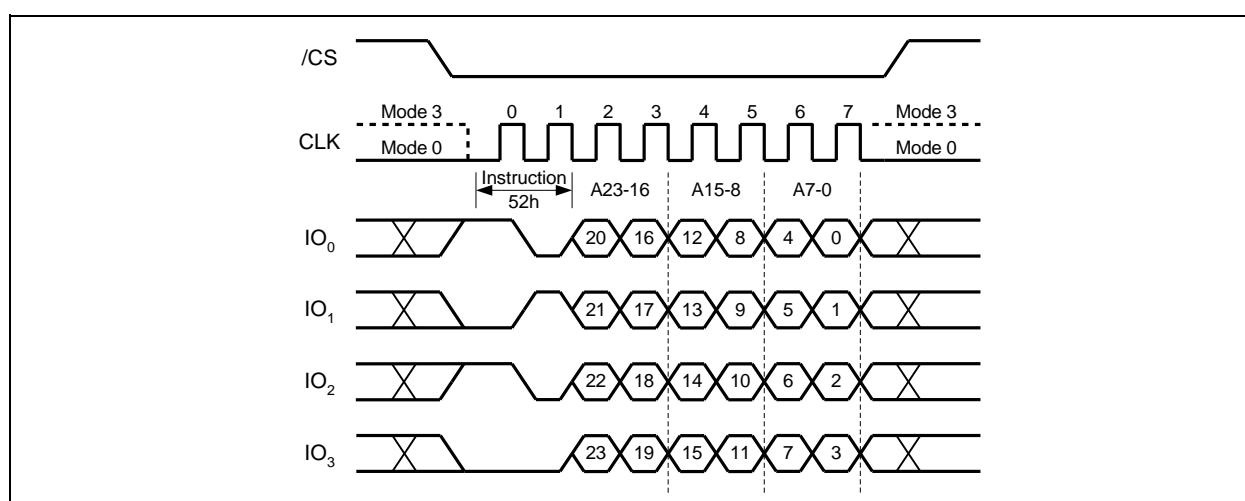 /CS
Mode 3 0 1 2 3 4 5 6 7 Mode 3
CLK
Mode 0 Mode 0
Instruction
52h
A23-16 A15-8 A7-0
IO0 20 16 12 8 4 0
IO1 21 17 13 9 5 1
IO2 22 18 14 10 6 2
IO3 23 19 15 11 7 3